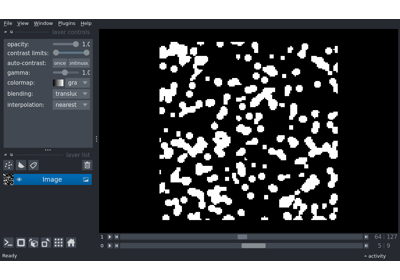 File View Window Plugins Help
layer controls
opacity: 1.0
contrast limits:
auto-contrast: once
gamma: 1.0
colormap: gra
blending: transluc
interpolation: nearest
layer list
Image
1 64 127
0 5 9
Ready activity